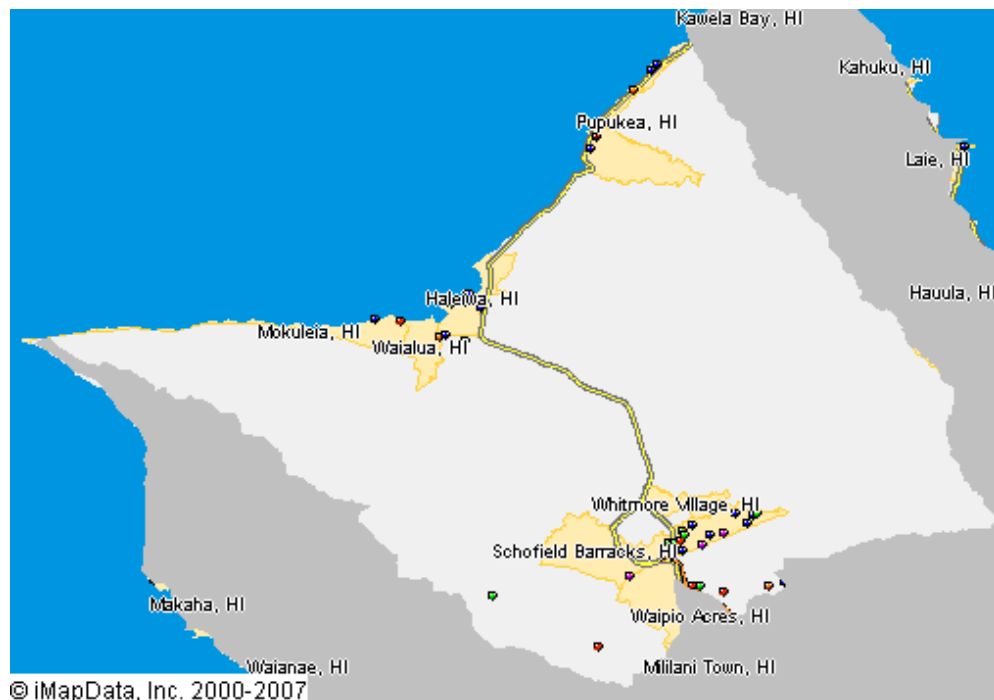 Kawela Bay, HI
Kahuku, HI
Pupukea, HI
Laie, HI
Hauula, HI
Haleiwa, HI
Mokuleia, HI
Waialua, HI
Whitmore Village, HI
Schofield Barracks, HI
Makaha, HI
Waipio Acres, HI
Waianae, HI
Mililani Town, HI
© iMapData, Inc. 2000-2007